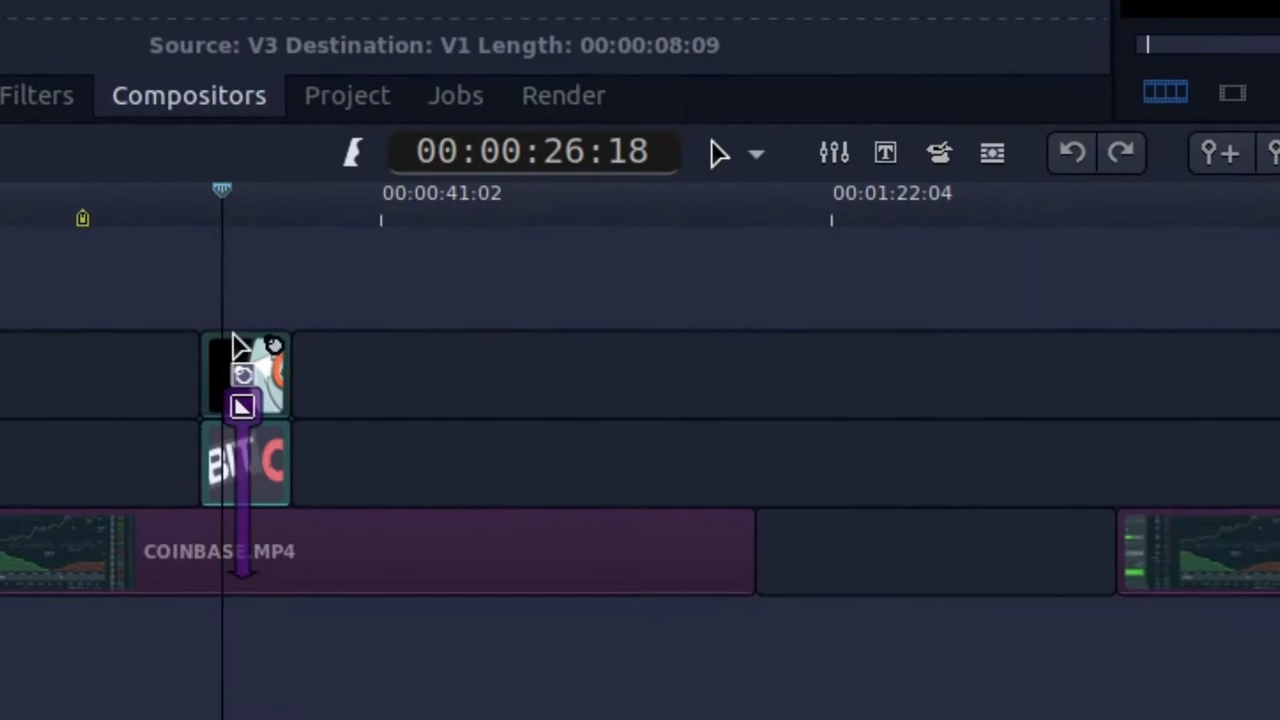 Source: V3 Destination: V1 Length: 00:00:08:09
Filters Compositors Project Jobs Render
00:00:26:18
00:00:41:02 00:01:22:04
BIT C
COINBASE.MP4